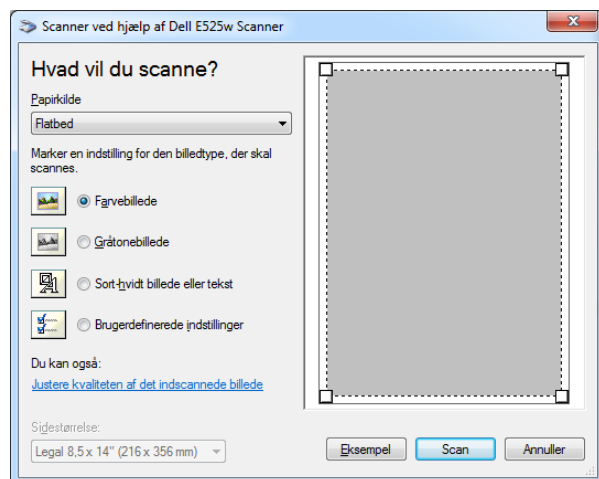 Scanner ved hjælp af Dell E525w Scanner
Hvad vil du scanne?
Papirkilde
Flatbed
Marker en indstilling for den billedtype, der skal
scannes.
Farvebillede
Gråtonebillede
Sort-hvidt billede eller tekst
Brugerdefinerede indstillinger
Du kan også:
Justere kvaliteten af det indscannede billede
Sidestørrelse:
Legal 8,5 x 14" (216 x 356 mm)
Eksempel
Scan
Annuller